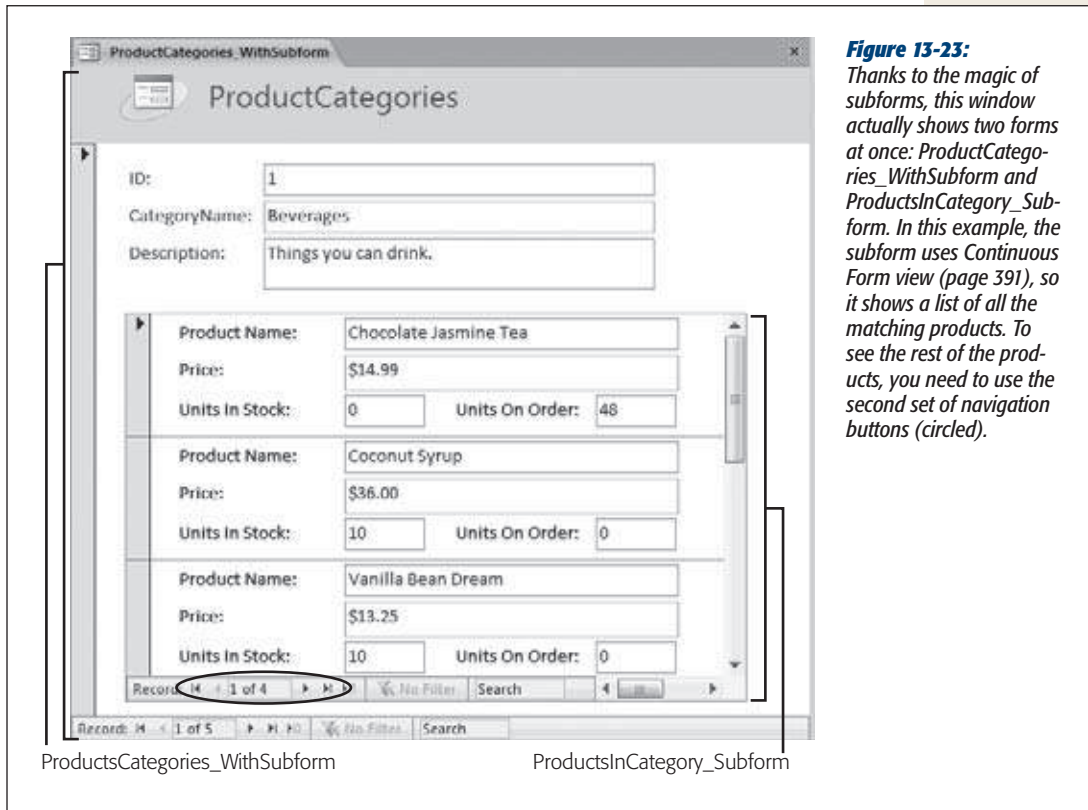 ProductCategories_WithSubform
ProductCategories
ID:
1
CategoryName:
Beverages
Description:
Things you can drink.
Product Name:
Chocolate Jasmine Tea
Price:
$14.99
Units In Stock:
0
Units On Order:
48
Product Name:
Coconut Syrup
Price:
$36.00
Units In Stock:
10
Units On Order:
0
Product Name:
Vanilla Bean Dream
Price:
$13.25
Units In Stock:
10
Units On Order:
0
Record: 1 of 4 No Filter Search
Record: 1 of 5 No Filter Search
ProductsCategories_WithSubform
ProductsInCategory_Subform
Figure 13-23:
Thanks to the magic of
subforms, this window
actually shows two forms
at once: ProductCatego-
ries_WithSubform and
ProductsInCategory_Sub-
form. In this example, the
subform uses Continuous
Form view (page 391), so
it shows a list of all the
matching products. To
see the rest of the prod-
ucts, you need to use the
second set of navigation
buttons (circled).